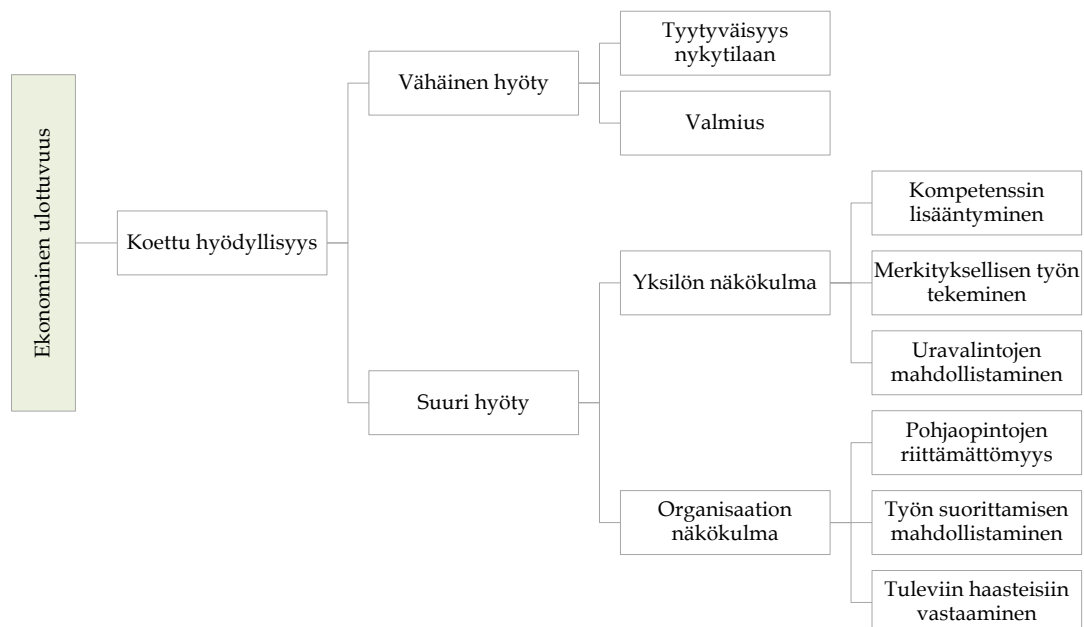 Ekonominen ulottuvuus
Koettu hyödyllisyys
Vähäinen hyöty
Tyytyväisyys
nykytilaan
Valmius
Suuri hyöty
Yksilön näkökulma
Kompetenssin
lisääntyminen
Merkityksellisen työn
tekeminen
Uravalintojen
mahdollistaminen
Organisaation
näkökulma
Pohjaopintojen
riittämättömyys
Työn suorittamisen
mahdollistaminen
Tuleviin haasteisiin
vastaaminen